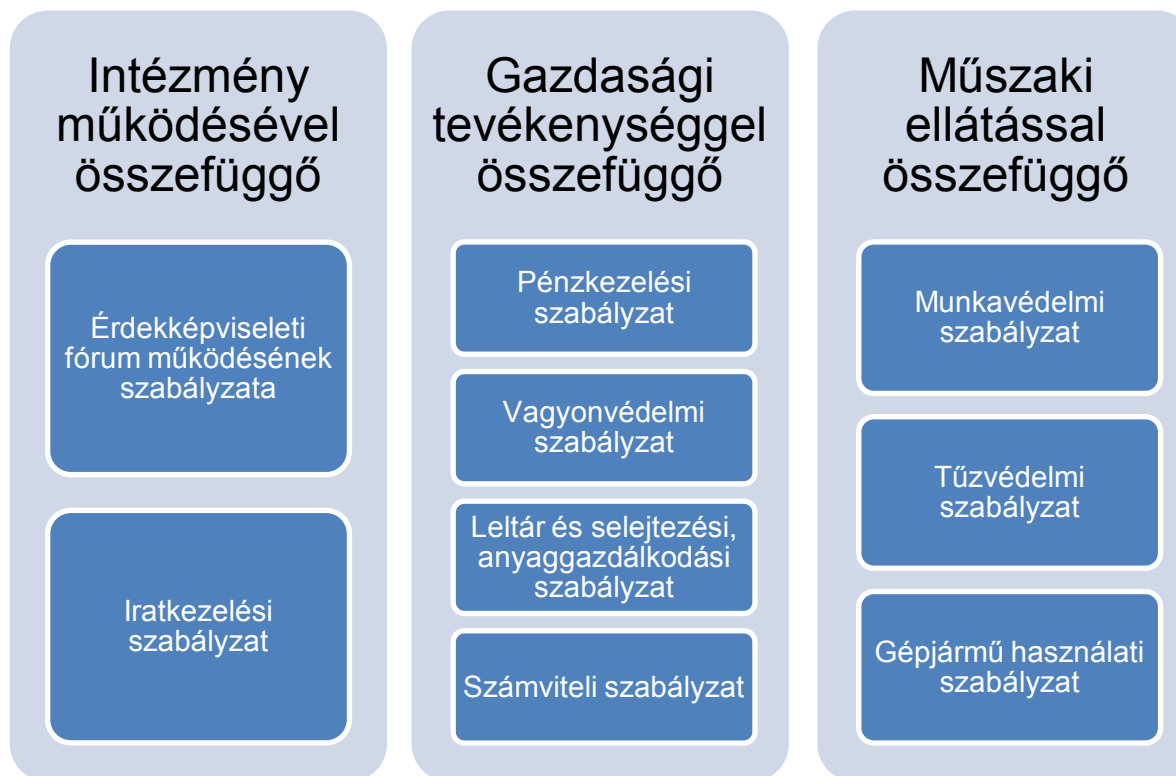 Intézmény
működésével
összefüggő
Érdekképviseleti
fórum működésének
szabályzata
Iratkezelési
szabályzat
Gazdasági
tevékenységgel
összefüggő
Pénzkezelési
szabályzat
Vagyonvédelmi
szabályzat
Leltár és selejtezési,
anyaggazdálkodási
szabályzat
Számviteli szabályzat
Műszaki
ellátással
összefüggő
Munkavédelmi
szabályzat
Tűzvédelmi
szabályzat
Gépjármű használati
szabályzat